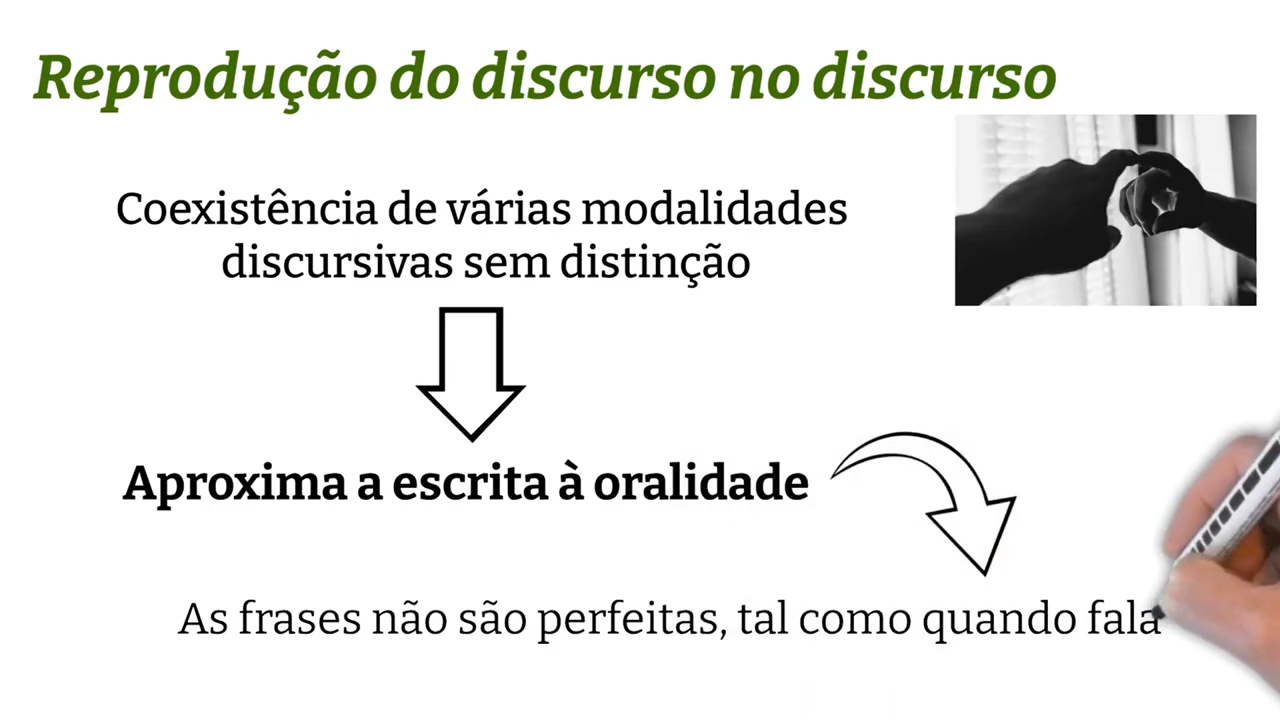 Reprodução do discurso no discurso
Coexistência de várias modalidades
discursivas sem distinção
Aproxima a escrita à oralidade
As frases não são perfeitas, tal como quando fala